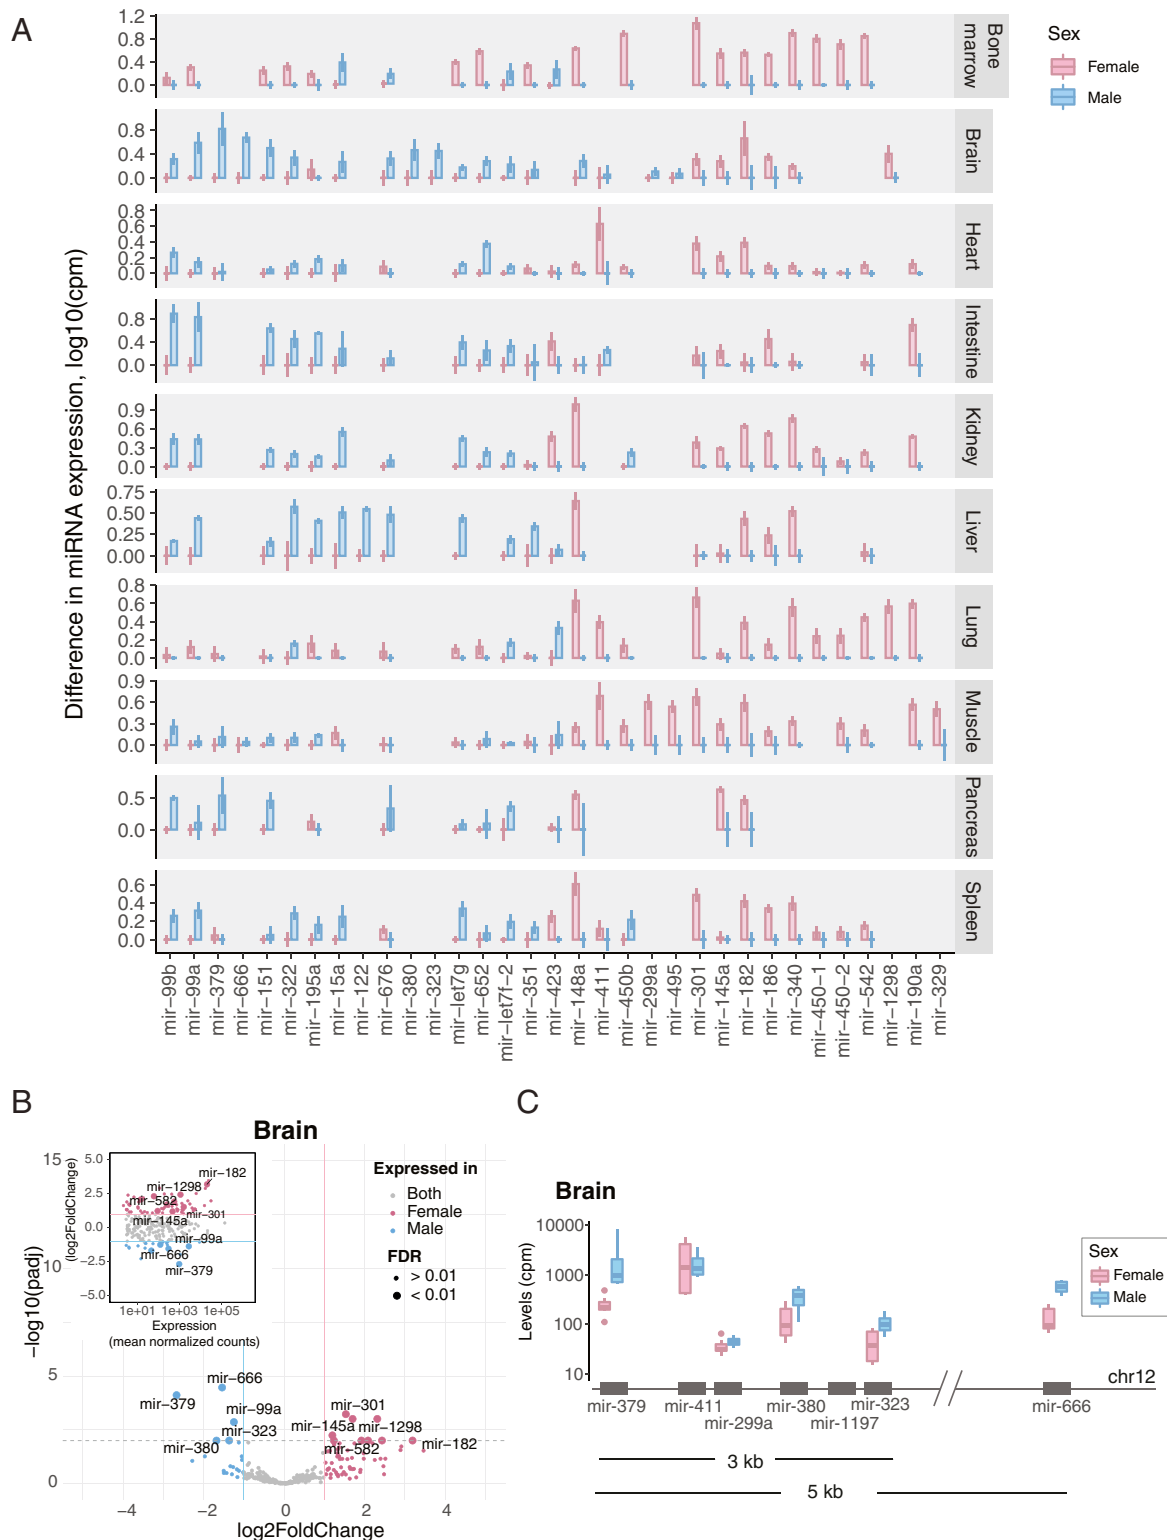 A
Difference in miRNA expression, log10(cpm)
1.2
0.8
0.4
0.0
Bone
marrow
Sex
Female
Male
0.8
0.4
0.0
Brain
0.8
0.6
0.4
0.2
0.0
Heart
0.8
0.4
0.0
Intestine
0.9
0.6
0.3
0.0
Kidney
0.75
0.50
0.25
0.00
Liver
0.8
0.6
0.4
0.2
0.0
Lung
0.9
0.6
0.3
0.0
Muscle
0.5
0.0
Pancreas
0.6
0.4
0.2
0.0
Spleen
mir−99b
mir−99a
mir−379
mir−666
mir−151
mir−322
mir−195a
mir−15a
mir−122
mir−676
mir−380
mir−323
mir−let7g
mir−652
mir−let7f−2
mir−351
mir−423
mir−148a
mir−411
mir−450b
mir−299a
mir−495
mir−301
mir−145a
mir−182
mir−186
mir−340
mir−450−1
mir−450−2
mir−542
mir−1298
mir−190a
mir−329
B
Brain
−log10(padj)
15
10
5
0
(log2FoldChange)
5.0
2.5
0.0
−2.5
−5.0
mir−182
mir−1298
mir−582
mir−301
mir−145a
mir−99a
mir−666
mir−379
1e+01 1e+03 1e+05
Expression
(mean normalized counts)
Expressed in
Both
Female
Male
FDR
> 0.01
< 0.01
mir−666
mir−379
mir−99a
mir−323
mir−380
mir−301
mir−145a
mir−1298
mir−582
mir−182
−4 −2 0 2 4
log2FoldChange
C
Brain
Levels (cpm)
10000
1000
100
10
Sex
Female
Male
chr12
mir−379
mir−411
mir−299a
mir−380
mir−1197
mir−323
mir−666
3 kb
5 kb